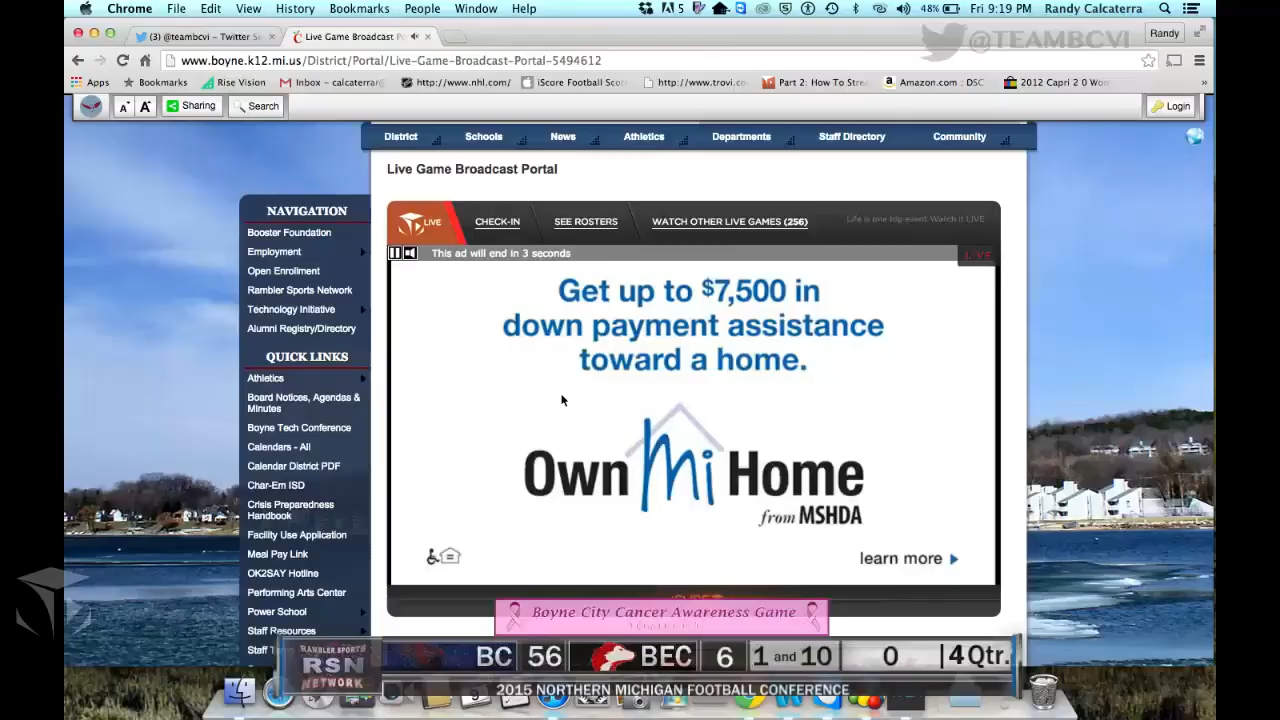 Chrome File Edit View History Bookmarks People Window Help 5 48% Fri 9:19 PM Randy Calcaterra
(3) @teambcvi – Twitter Se × Live Game Broadcast Po × Randy
@TEAMBCVI
www.boyne.k12.mi.us/District/Portal/Live-Game-Broadcast-Portal-5494612
Apps Bookmarks Rise Vision Inbox - calcaterran http://www.nhl.com/ iScore Football Scor http://www.trovi.co Part 2: How To Stre Amazon.com : DSC 2012 Capri 2 0 Wom »
A A Sharing Search Login
District Schools News Athletics Departments Staff Directory Community
Live Game Broadcast Portal
NAVIGATION
Booster Foundation
Employment
Open Enrollment
Rambler Sports Network
Technology Initiative
Alumni Registry/Directory
QUICK LINKS
Athletics
Board Notices, Agendas &
Minutes
Boyne Tech Conference
Calendars - All
Calendar District PDF
Char-Em ISD
Crisis Preparedness
Handbook
Facility Use Application
Meal Pay Link
OK2SAY Hotline
Performing Arts Center
Power School
Staff Resources
LIVE CHECK-IN SEE ROSTERS WATCH OTHER LIVE GAMES (256) Life is one big event. Watch it LIVE
This ad will end in 3 seconds LIVE
Get up to $7,500 in
down payment assistance
toward a home.
Own Mi Home
from MSHDA
learn more
Boyne City Cancer Awareness Game
RAMBLER SPORTS
RSN
NETWORK
BC 56 BEC 6 1 and 10 0 4 Qtr.
2015 NORTHERN MICHIGAN FOOTBALL CONFERENCE